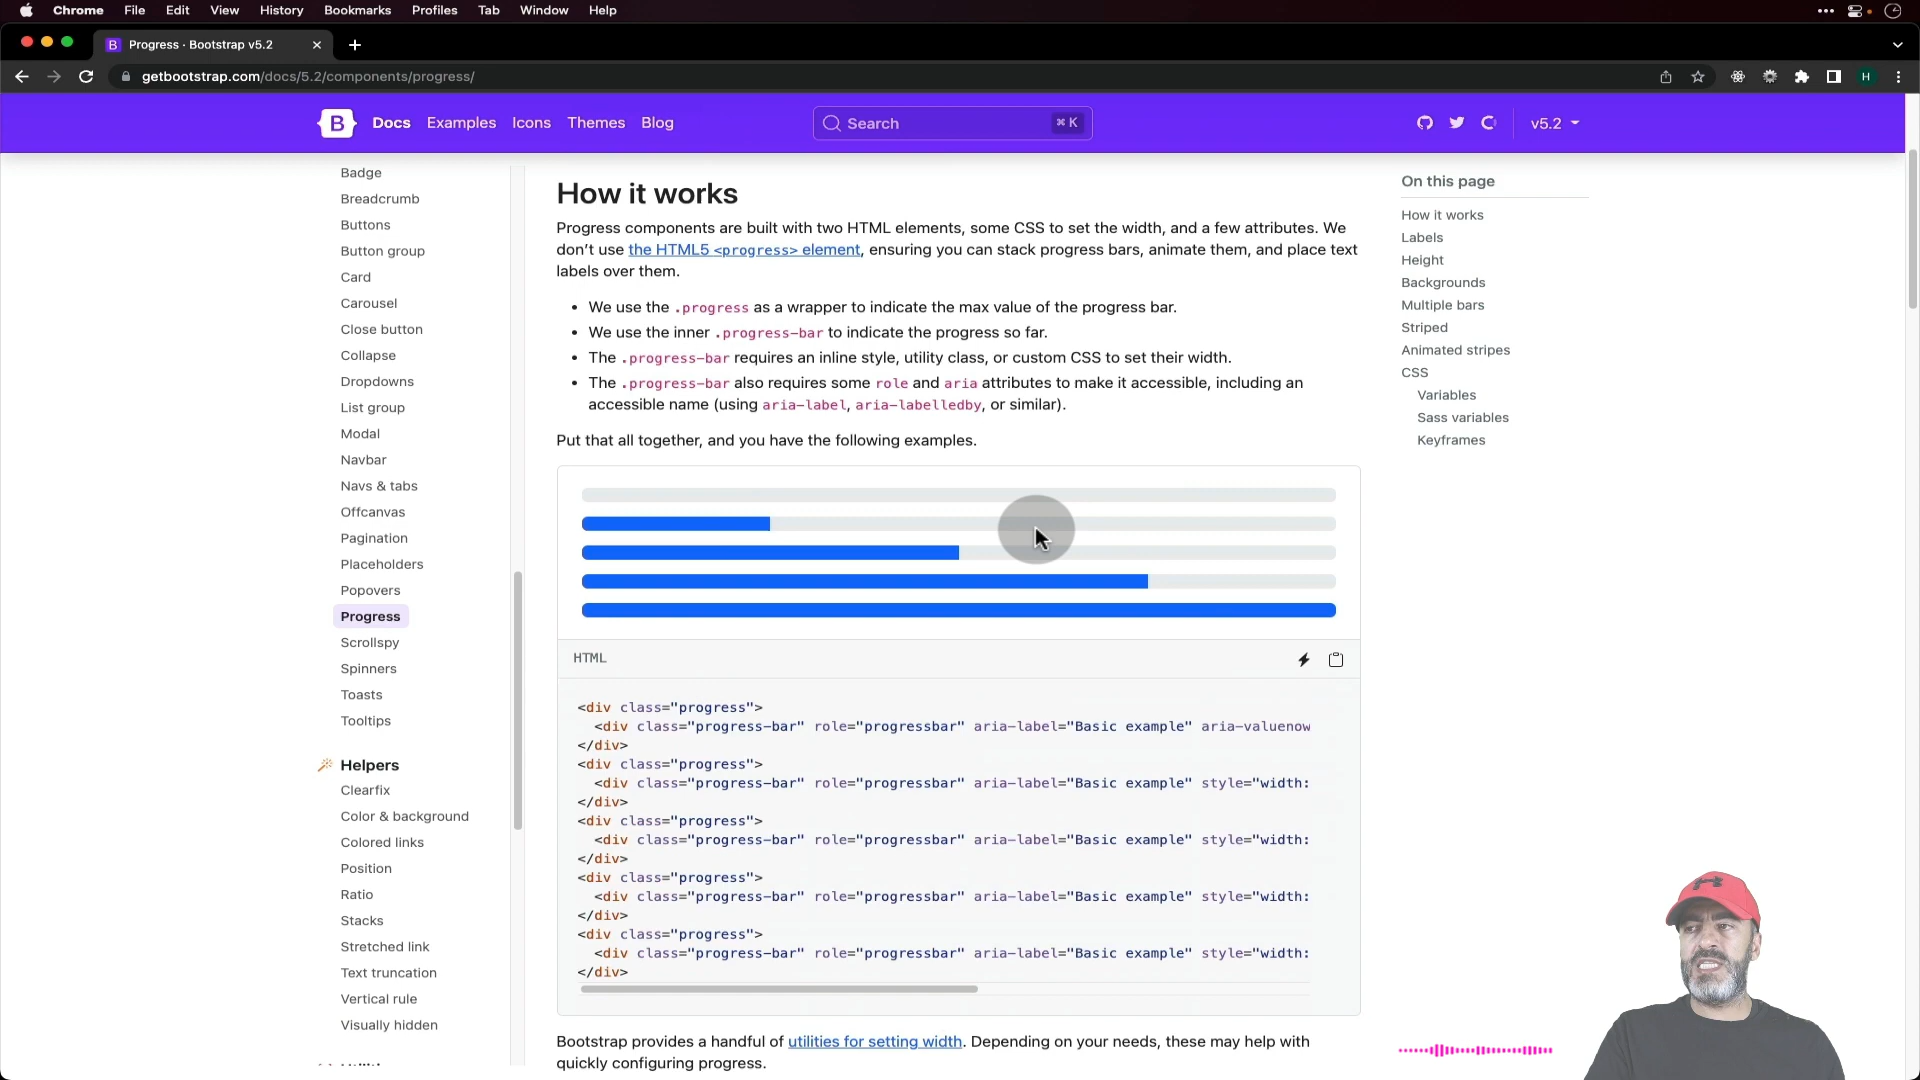 Chrome File Edit View History Bookmarks Profiles Tab Window Help
B Progress · Bootstrap v5.2
getbootstrap.com/docs/5.2/components/progress/
H
B Docs Examples Icons Themes Blog
Search ⌘ K
v5.2
Badge
Breadcrumb
Buttons
Button group
Card
Carousel
Close button
Collapse
Dropdowns
List group
Modal
Navbar
Navs & tabs
Offcanvas
Pagination
Placeholders
Popovers
Progress
Scrollspy
Spinners
Toasts
Tooltips
Helpers
Clearfix
Color & background
Colored links
Position
Ratio
Stacks
Stretched link
Text truncation
Vertical rule
Visually hidden
How it works
Progress components are built with two HTML elements, some CSS to set the width, and a few attributes. We
don’t use the HTML5 <progress> element, ensuring you can stack progress bars, animate them, and place text
labels over them.
• We use the .progress as a wrapper to indicate the max value of the progress bar.
• We use the inner .progress-bar to indicate the progress so far.
• The .progress-bar requires an inline style, utility class, or custom CSS to set their width.
• The .progress-bar also requires some role and aria attributes to make it accessible, including an
accessible name (using aria-label, aria-labelledby, or similar).
Put that all together, and you have the following examples.
HTML
<div class="progress">
<div class="progress-bar" role="progressbar" aria-label="Basic example" aria-valuenow
</div>
<div class="progress">
<div class="progress-bar" role="progressbar" aria-label="Basic example" style="width:
</div>
<div class="progress">
<div class="progress-bar" role="progressbar" aria-label="Basic example" style="width:
</div>
<div class="progress">
<div class="progress-bar" role="progressbar" aria-label="Basic example" style="width:
</div>
<div class="progress">
<div class="progress-bar" role="progressbar" aria-label="Basic example" style="width:
</div>
Bootstrap provides a handful of utilities for setting width. Depending on your needs, these may help with
quickly configuring progress.
On this page
How it works
Labels
Height
Backgrounds
Multiple bars
Striped
Animated stripes
CSS
Variables
Sass variables
Keyframes